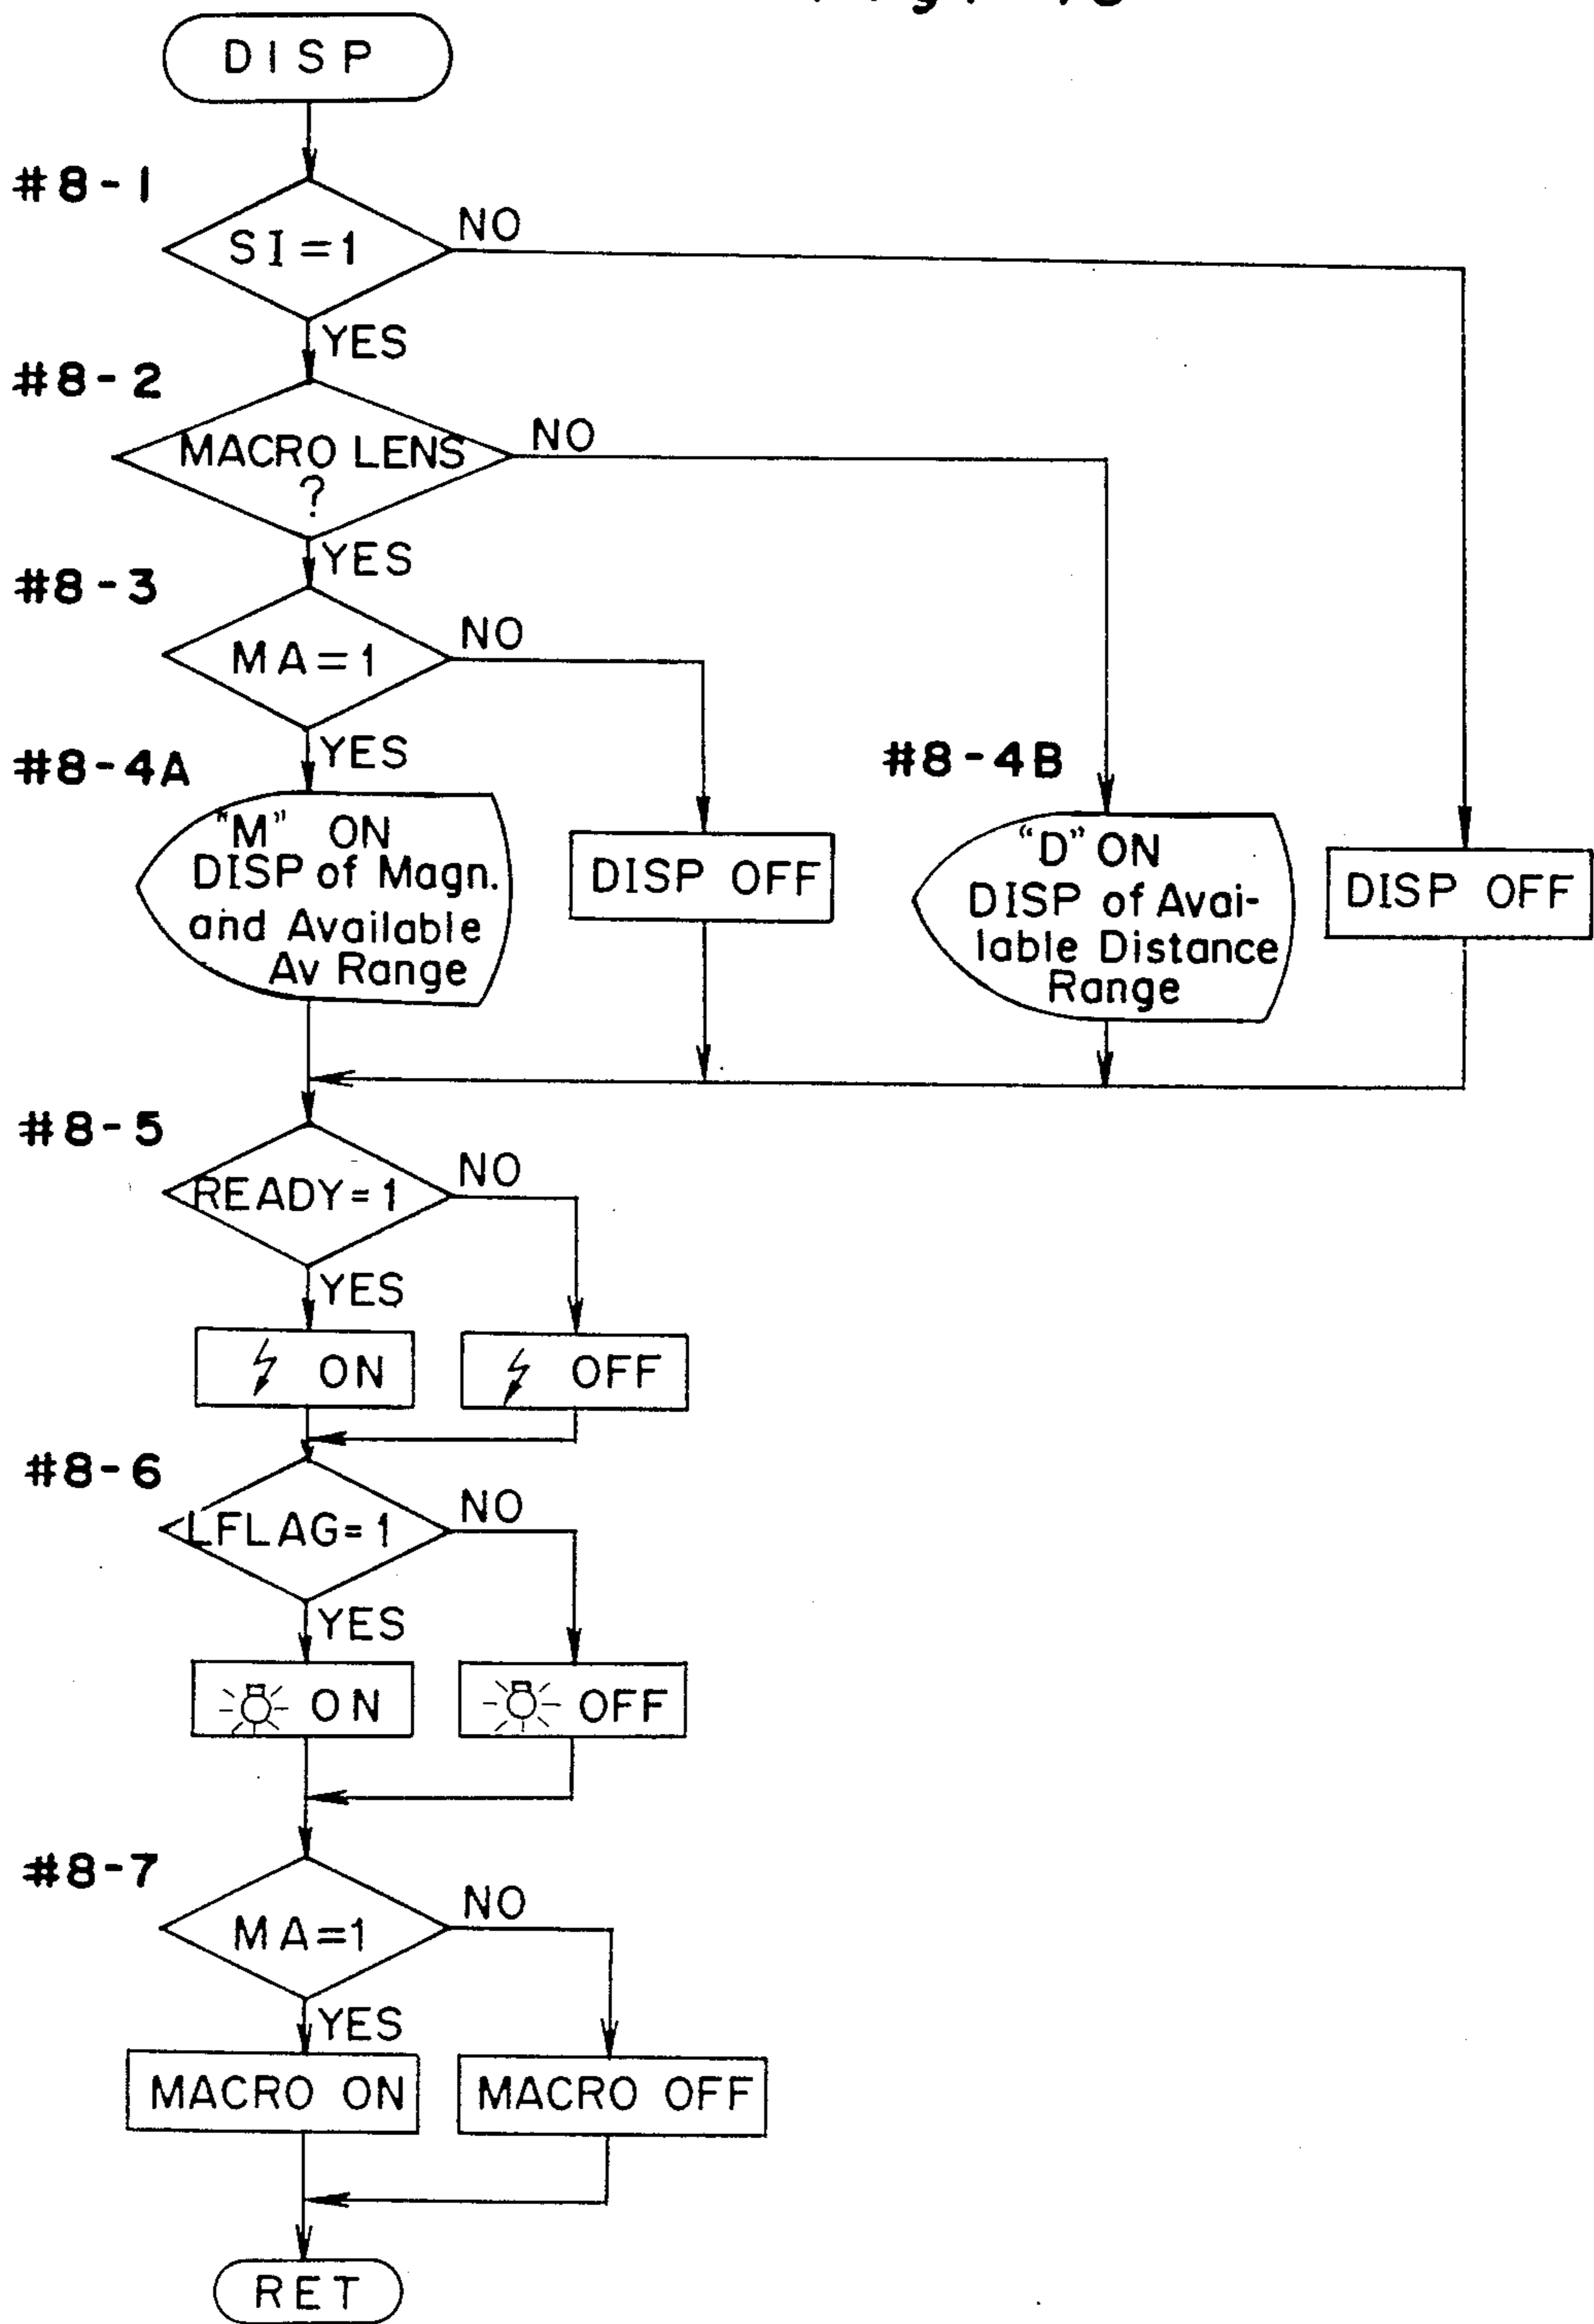 DISP
#8-1
SI=1
NO
YES
#8-2
MACRO LENS
?
NO
YES
#8-3
MA=1
NO
YES
#8-4A
"M" ON
DISP of Magn.
and Available
Av Range
DISP OFF
#8-4B
"D" ON
DISP of Avai-
lable Distance
Range
DISP OFF
#8-5
READY=1
NO
YES
ON
OFF
#8-6
LFLAG=1
NO
YES
ON
OFF
#8-7
MA=1
NO
YES
MACRO ON
MACRO OFF
RET